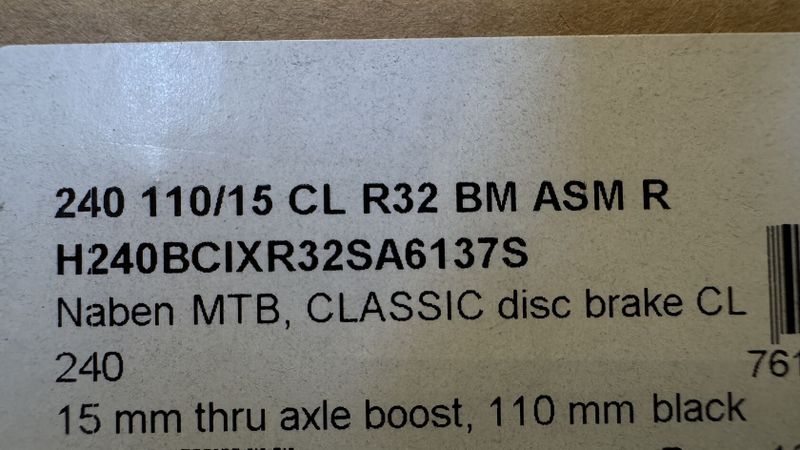 240 110/15 CL R32 BM ASM R
H240BCIXR32SA6137S
Naben MTB, CLASSIC disc brake CL
240
761
15 mm thru axle boost, 110 mm black